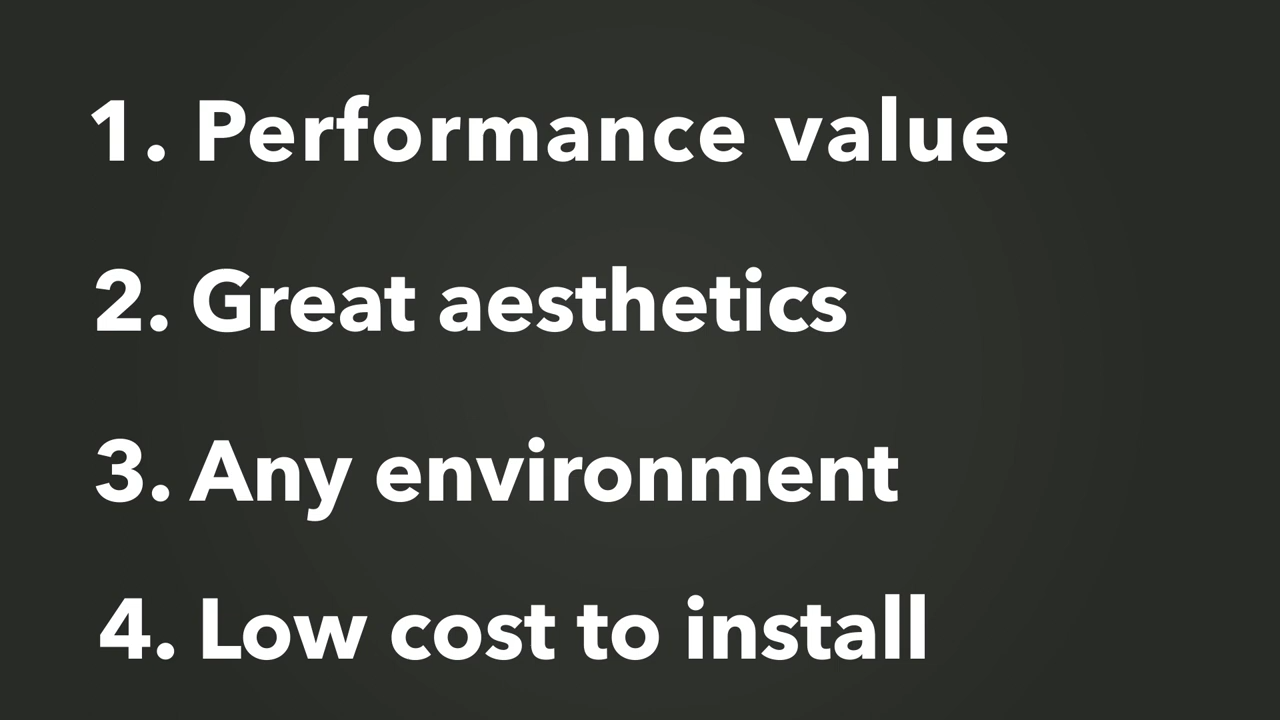 1. Performance value
2. Great aesthetics
3. Any environment
4. Low cost to install